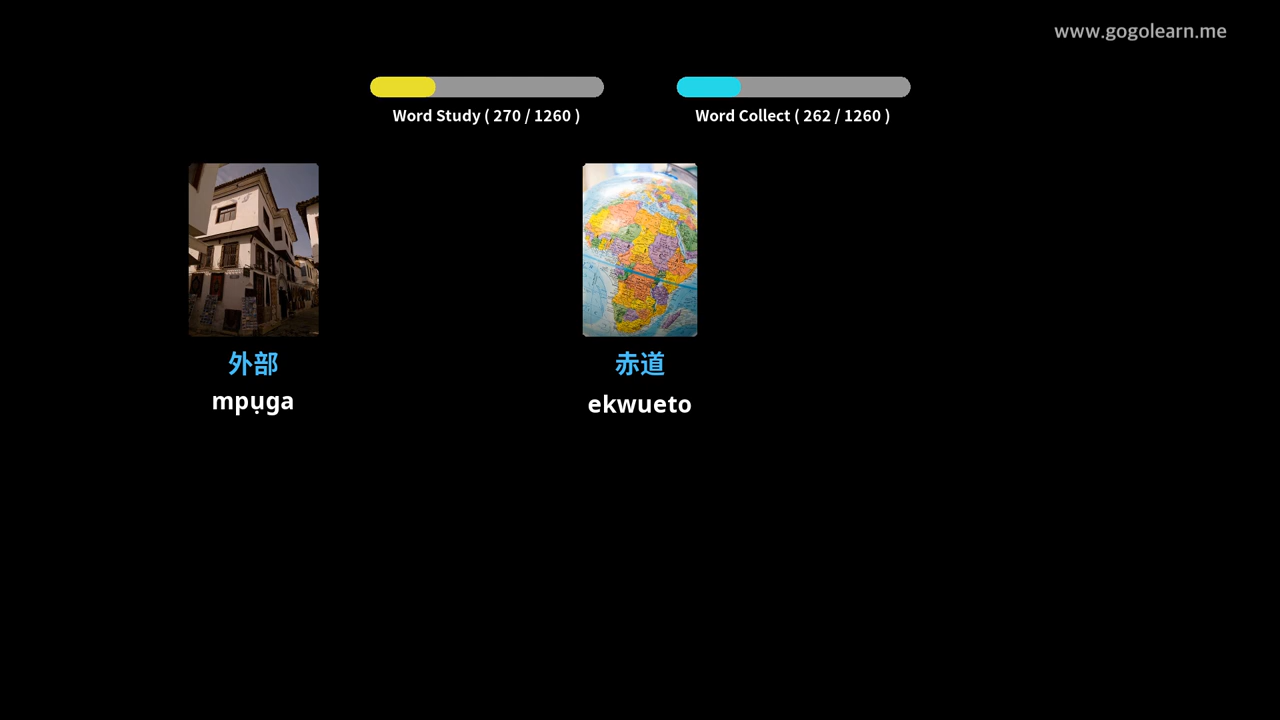 www.gogolearn.me
Word Study ( 270 / 1260 )
Word Collect ( 262 / 1260 )
外部
mpụga
赤道
ekwueto